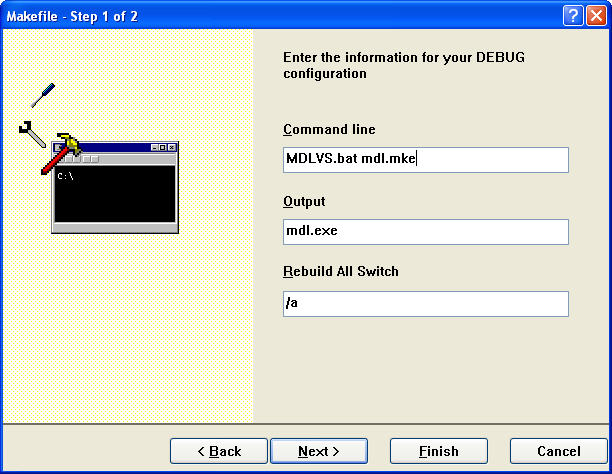 Makefile - Step 1 of 2
C:\
Enter the information for your DEBUG
configuration
Command line
MDLVS.bat mdl.mke
Output
mdl.exe
Rebuild All Switch
/a
< Back
Next >
Finish
Cancel